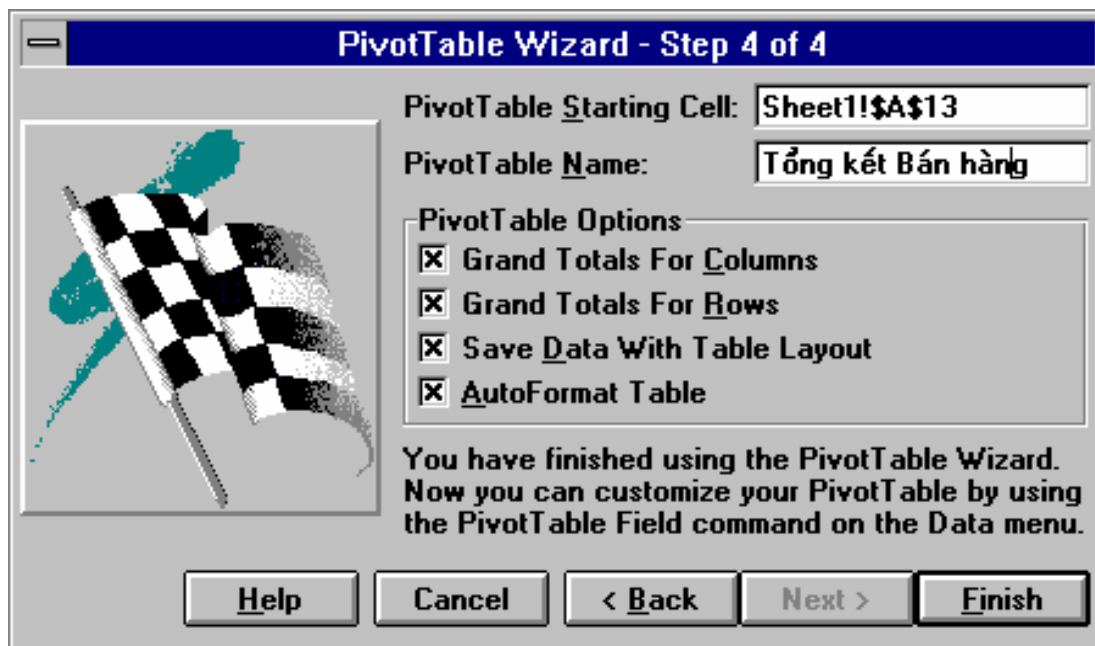 PivotTable Wizard - Step 4 of 4
PivotTable Starting Cell: Sheet1!$A$13
PivotTable Name: Tổng kết Bán hàng
PivotTable Options
Grand Totals For Columns
Grand Totals For Rows
Save Data With Table Layout
AutoFormat Table
You have finished using the PivotTable Wizard.
Now you can customize your PivotTable by using
the PivotTable Field command on the Data menu.
Help Cancel < Back Next > Finish